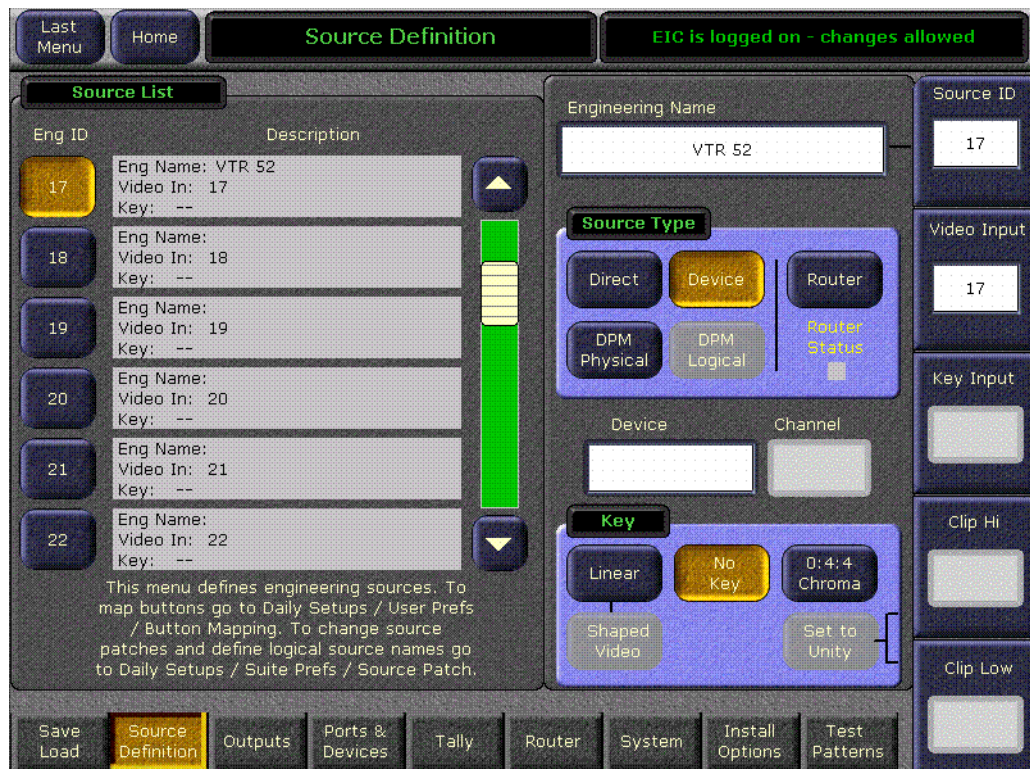 Last
Menu
Home
Source Definition
EIC is logged on - changes allowed
Source List
Eng ID
Description
17
Eng Name: VTR 52
Video In: 17
Key: --
18
Eng Name:
Video In: 18
Key: --
19
Eng Name:
Video In: 19
Key: --
20
Eng Name:
Video In: 20
Key: --
21
Eng Name:
Video In: 21
Key: --
22
Eng Name:
Video In: 22
Key: --
This menu defines engineering sources. To
map buttons go to Daily Setups / User Prefs
/ Button Mapping. To change source
patches and define logical source names go
to Daily Setups / Suite Prefs / Source Patch.
Engineering Name
VTR 52
Source Type
Direct
Device
Router
DPM
Physical
DPM
Logical
Router
Status
Device
Channel
Key
Linear
No
Key
0:4:4
Chroma
Shaped
Video
Set to
Unity
Source ID
17
Video Input
17
Key Input
Clip Hi
Clip Low
Save
Load
Source
Definition
Outputs
Ports &
Devices
Tally
Router
System
Install
Options
Test
Patterns